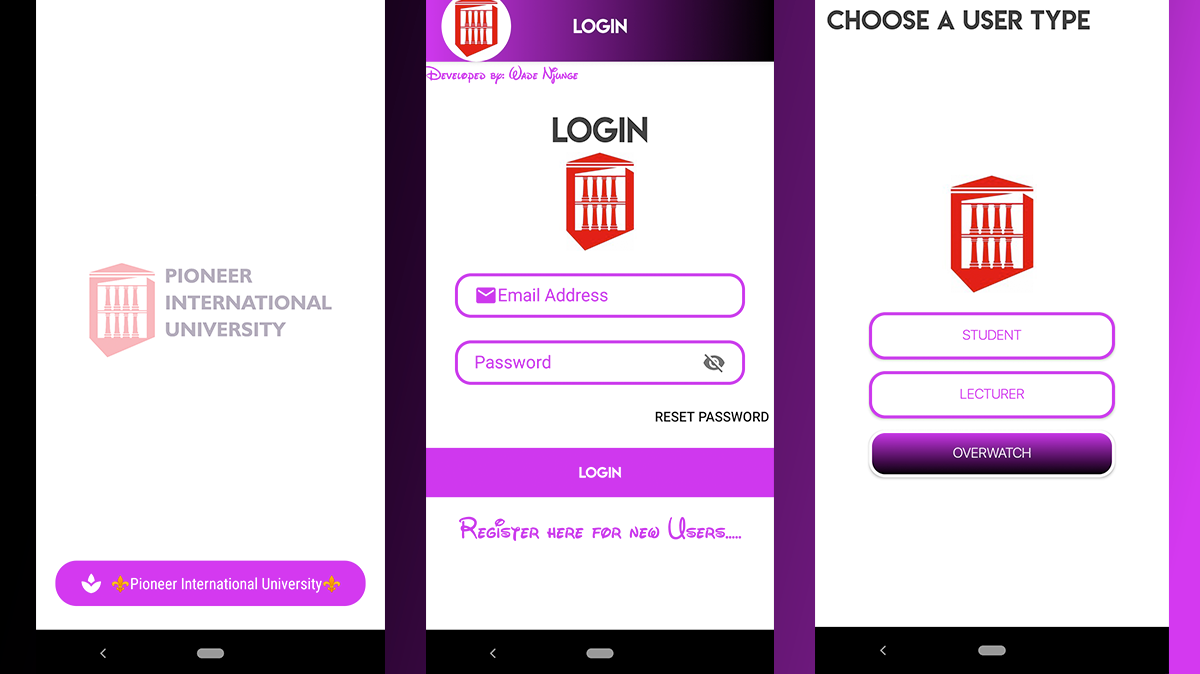 PIONEER
INTERNATIONAL
UNIVERSITY
⚜Pioneer International University⚜
LOGIN
Developed by: Wade Njunge
LOGIN
Email Address
Password
RESET PASSWORD
LOGIN
Register here for new Users.....
CHOOSE A USER TYPE
STUDENT
LECTURER
OVERWATCH